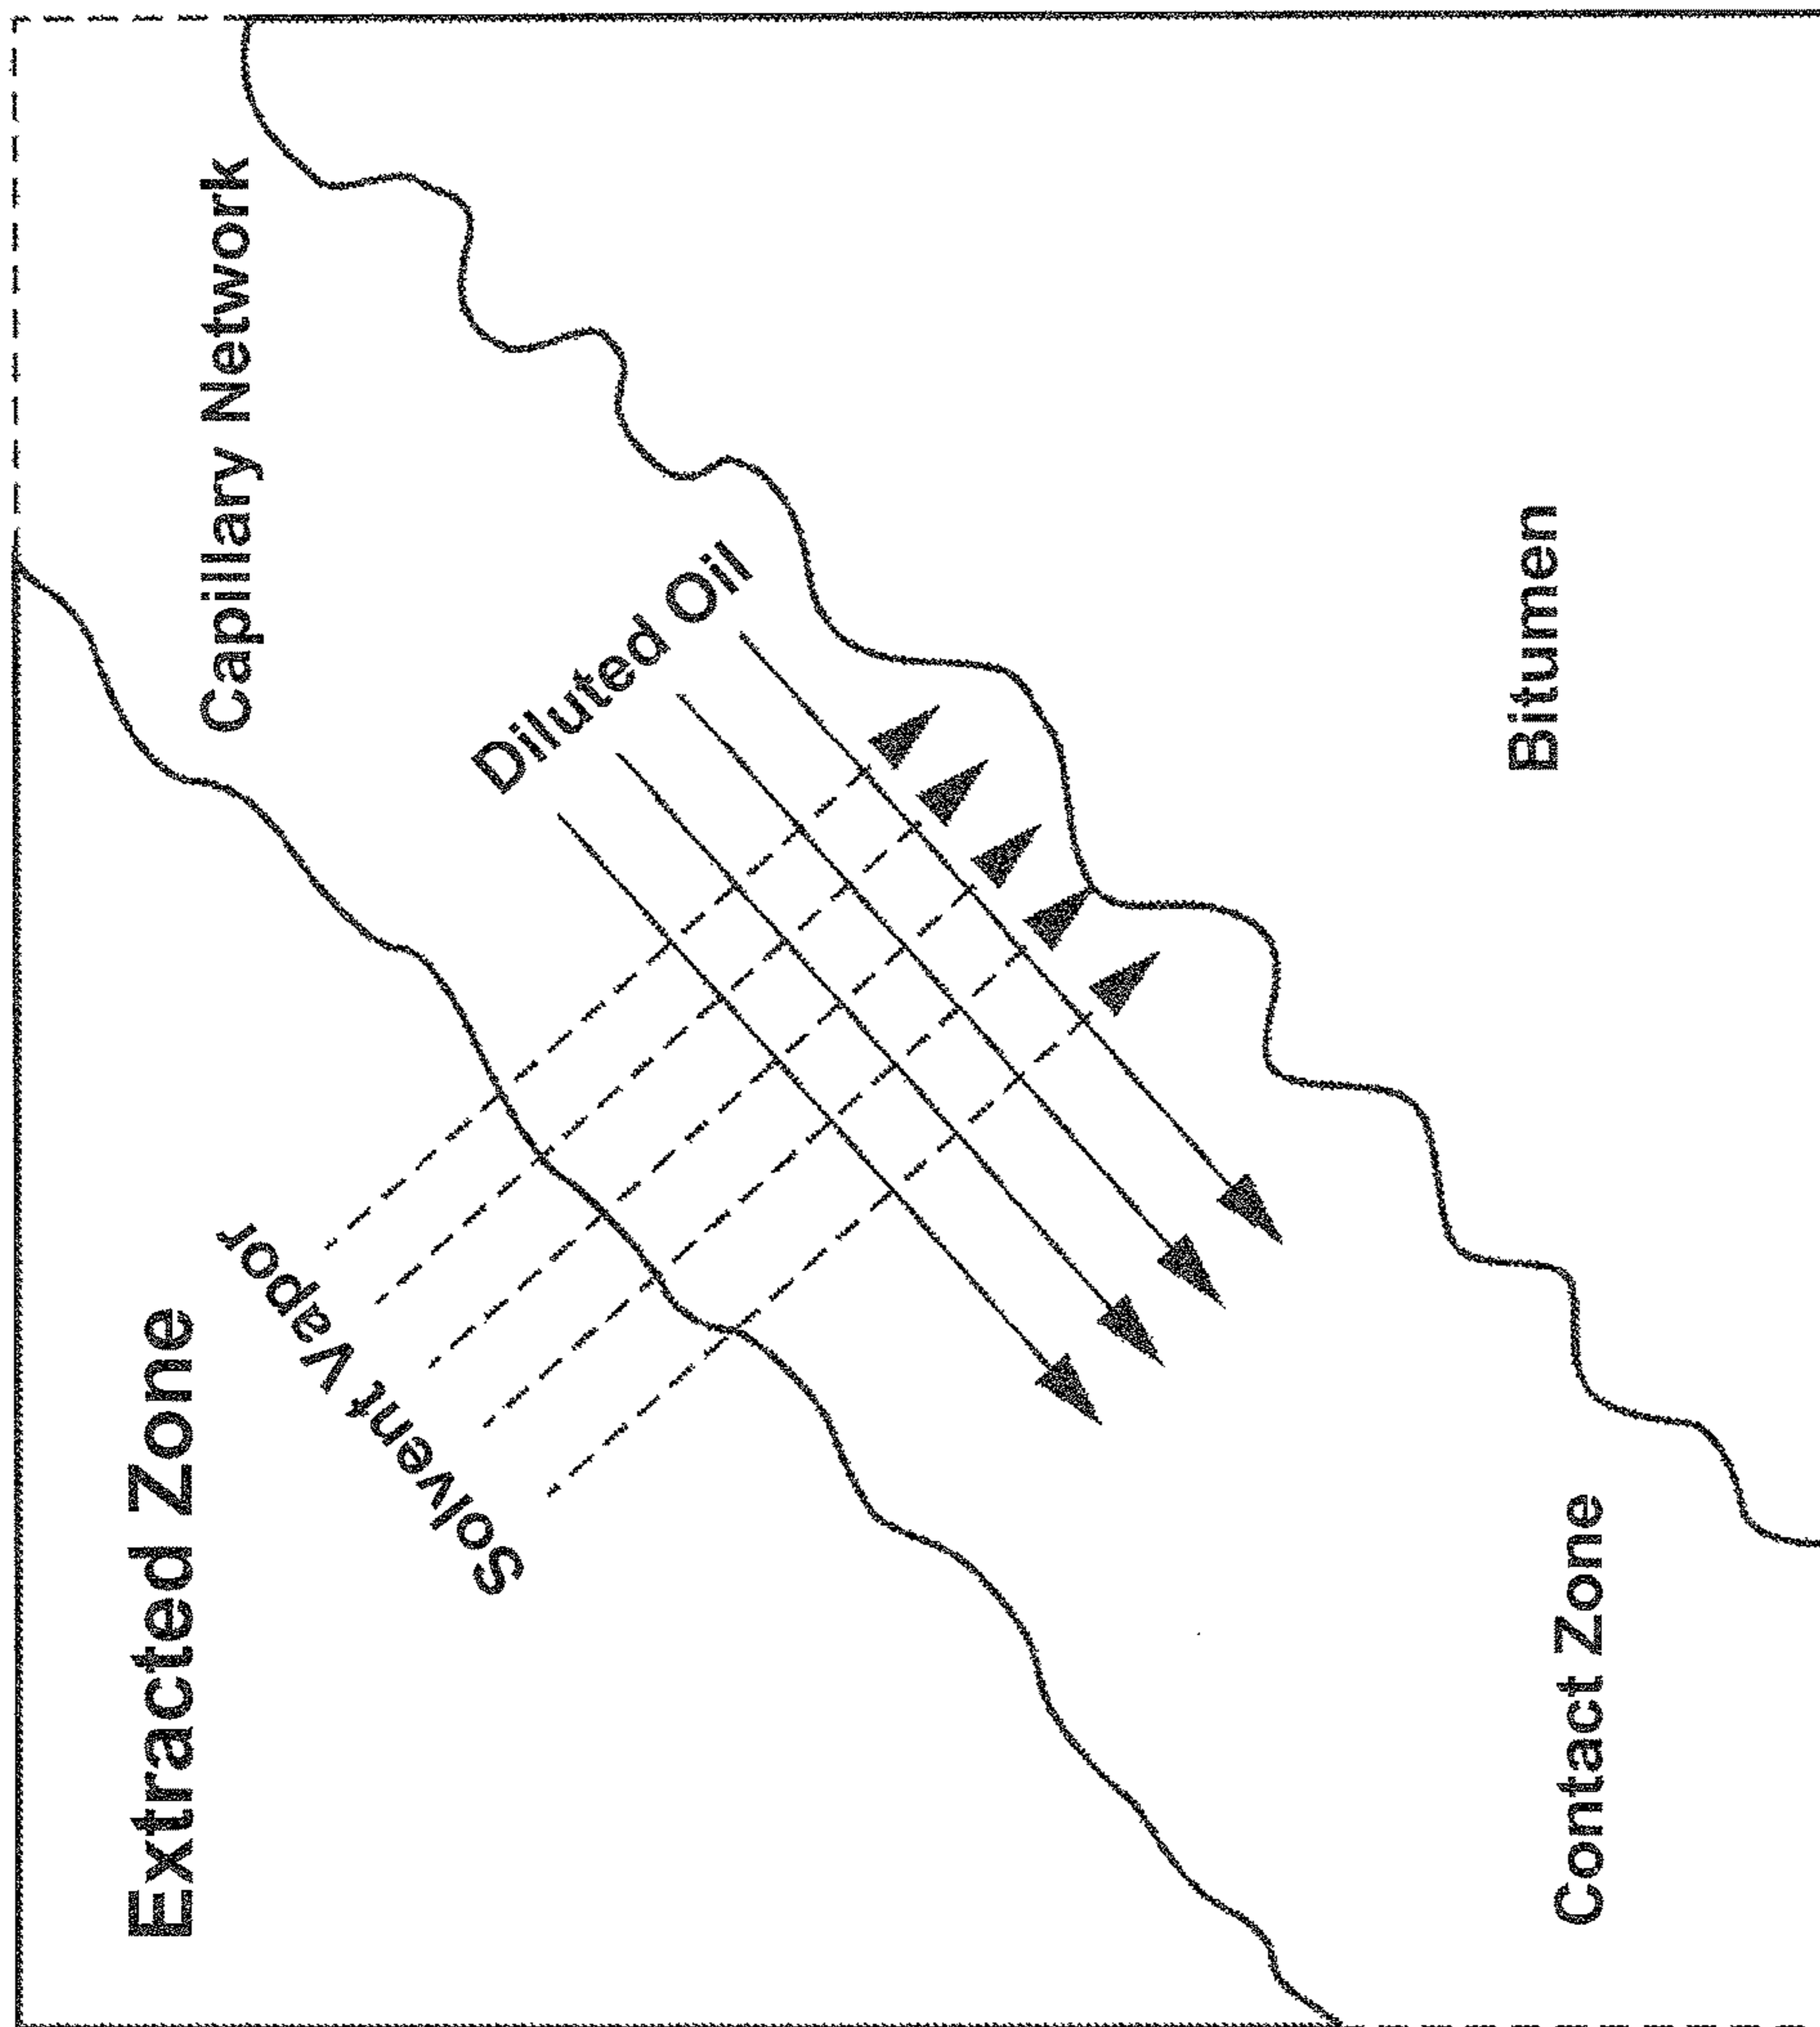 Extracted Zone
Capillary Network
Solvent Vapor
Diluted Oil
Bitumen
Contact Zone